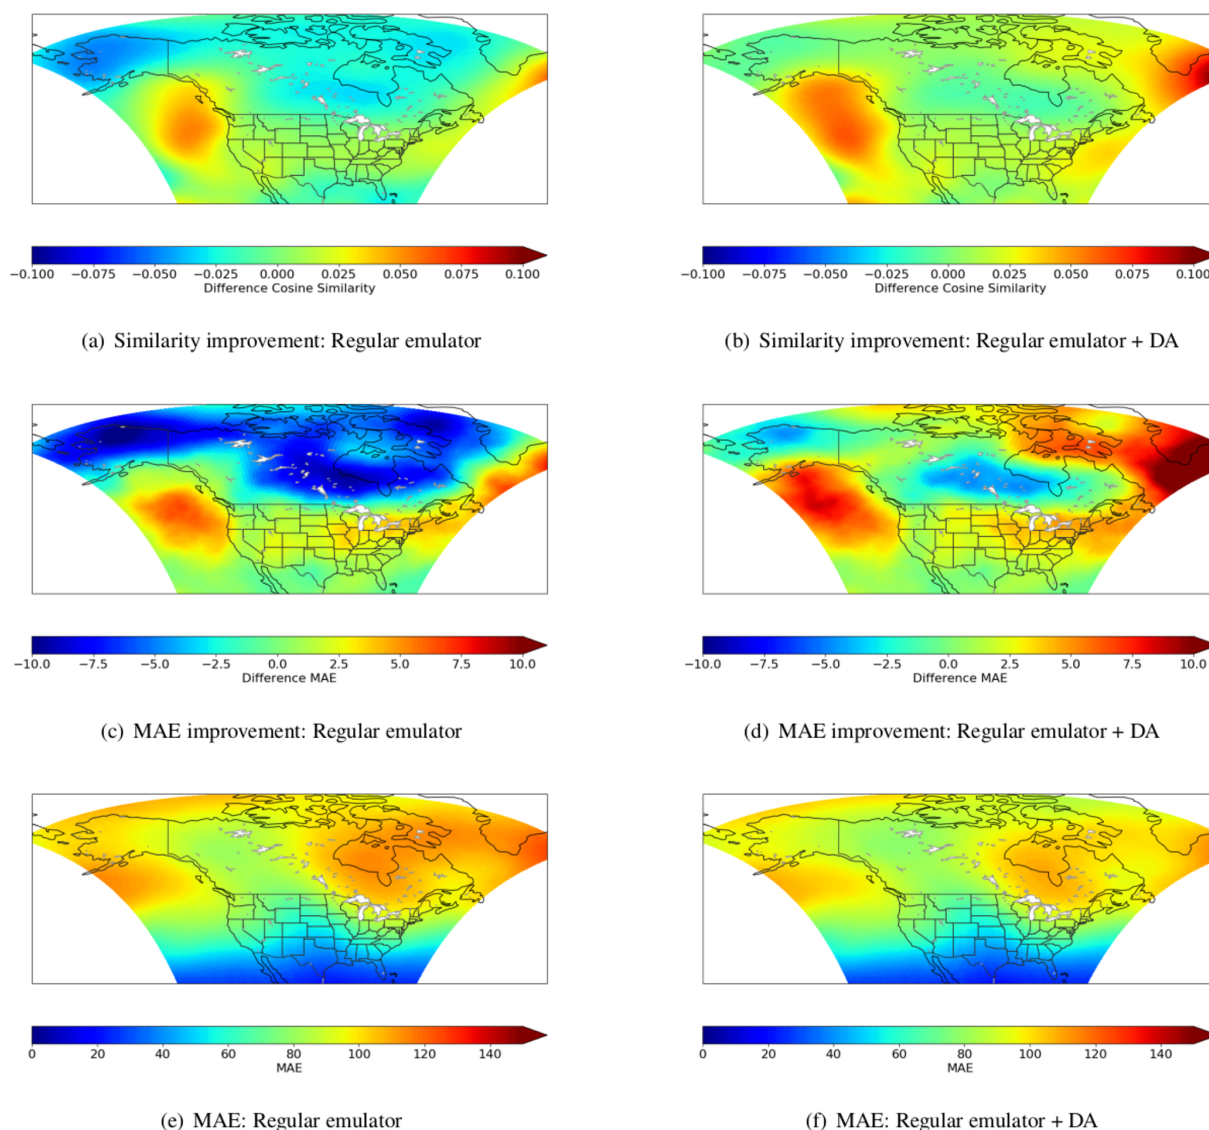 −0.100 −0.075 −0.050 −0.025 0.000 0.025 0.050 0.075 0.100
Difference Cosine Similarity
(a) Similarity improvement: Regular emulator
−0.100 −0.075 −0.050 −0.025 0.000 0.025 0.050 0.075 0.100
Difference Cosine Similarity
(b) Similarity improvement: Regular emulator + DA
−10.0 −7.5 −5.0 −2.5 0.0 2.5 5.0 7.5 10.0
Difference MAE
(c) MAE improvement: Regular emulator
−10.0 −7.5 −5.0 −2.5 0.0 2.5 5.0 7.5 10.0
Difference MAE
(d) MAE improvement: Regular emulator + DA
0 20 40 60 80 100 120 140
MAE
(e) MAE: Regular emulator
0 20 40 60 80 100 120 140
MAE
(f) MAE: Regular emulator + DA